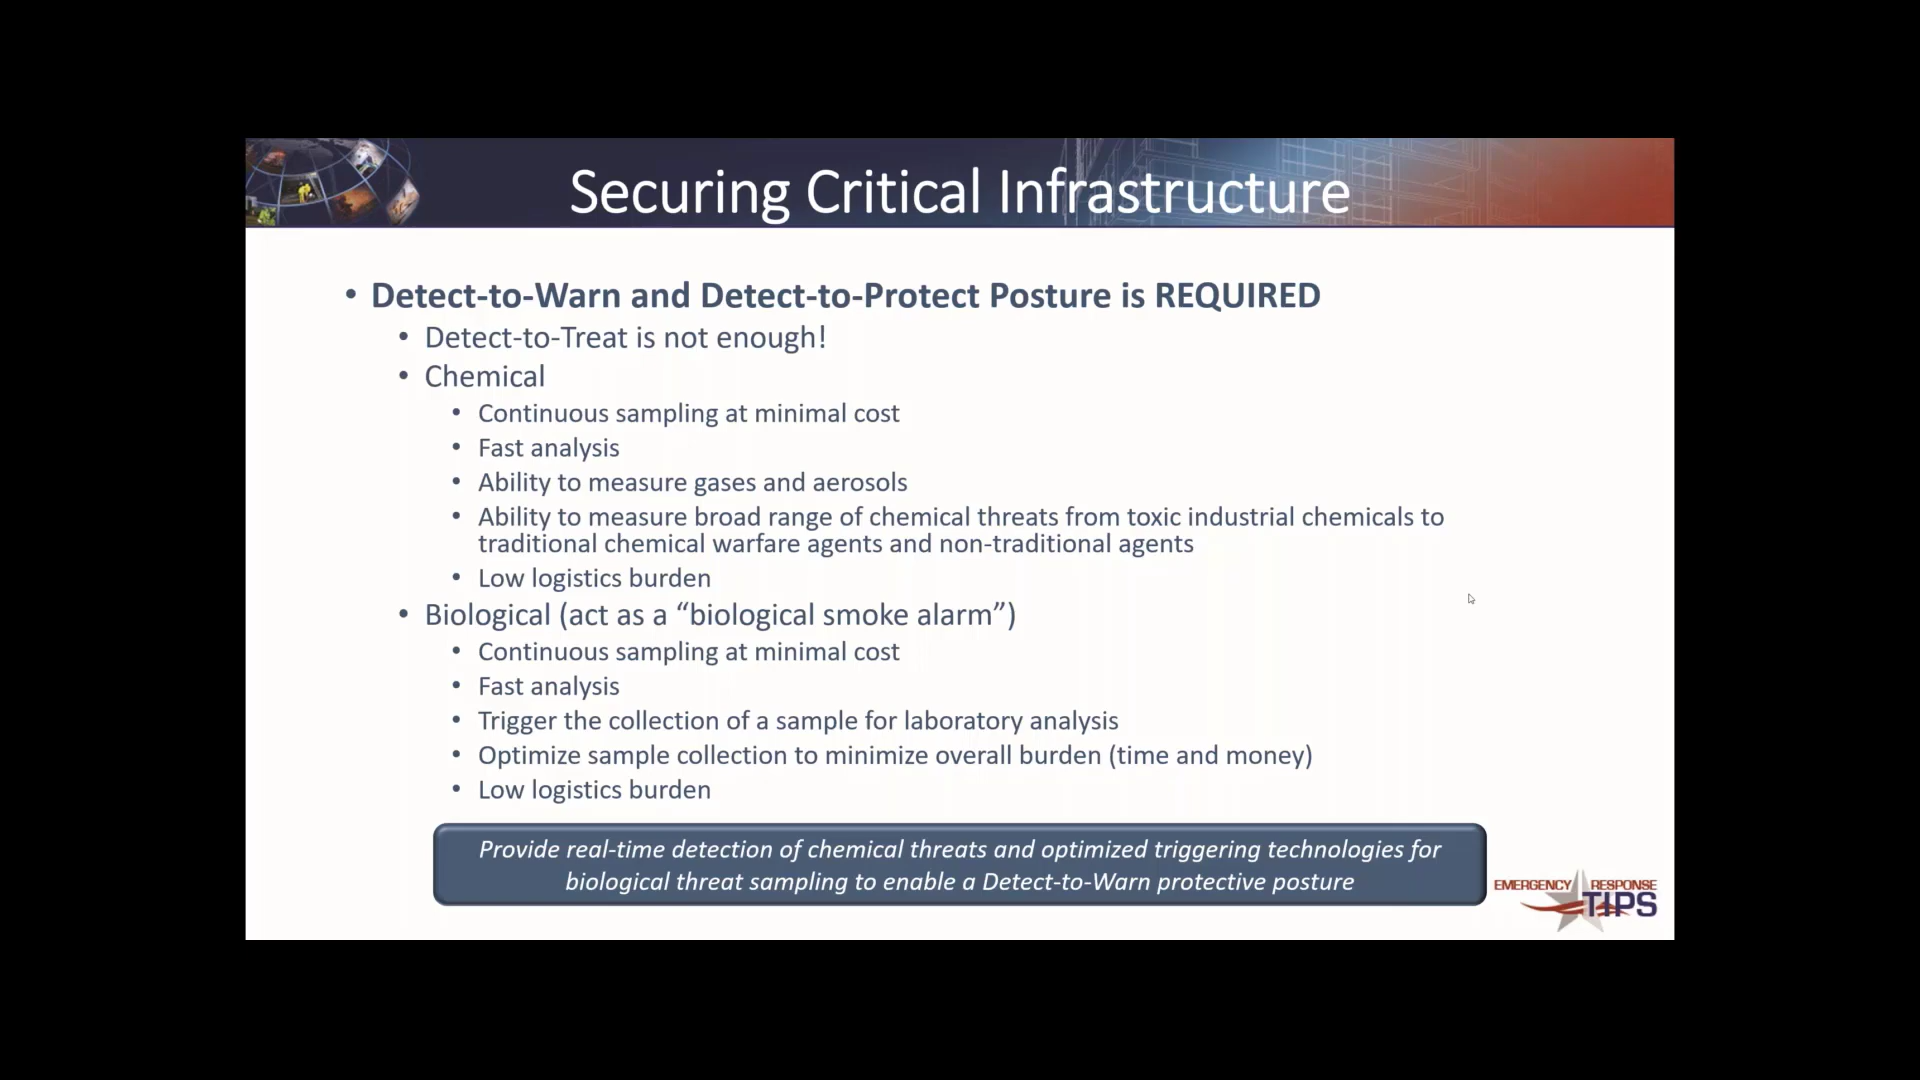 Securing Critical Infrastructure
• Detect-to-Warn and Detect-to-Protect Posture is REQUIRED
• Detect-to-Treat is not enough!
• Chemical
• Continuous sampling at minimal cost
• Fast analysis
• Ability to measure gases and aerosols
• Ability to measure broad range of chemical threats from toxic industrial chemicals to
traditional chemical warfare agents and non-traditional agents
• Low logistics burden
• Biological (act as a “biological smoke alarm”)
• Continuous sampling at minimal cost
• Fast analysis
• Trigger the collection of a sample for laboratory analysis
• Optimize sample collection to minimize overall burden (time and money)
• Low logistics burden
Provide real-time detection of chemical threats and optimized triggering technologies for
biological threat sampling to enable a Detect-to-Warn protective posture
EMERGENCY RESPONSE
TIPS